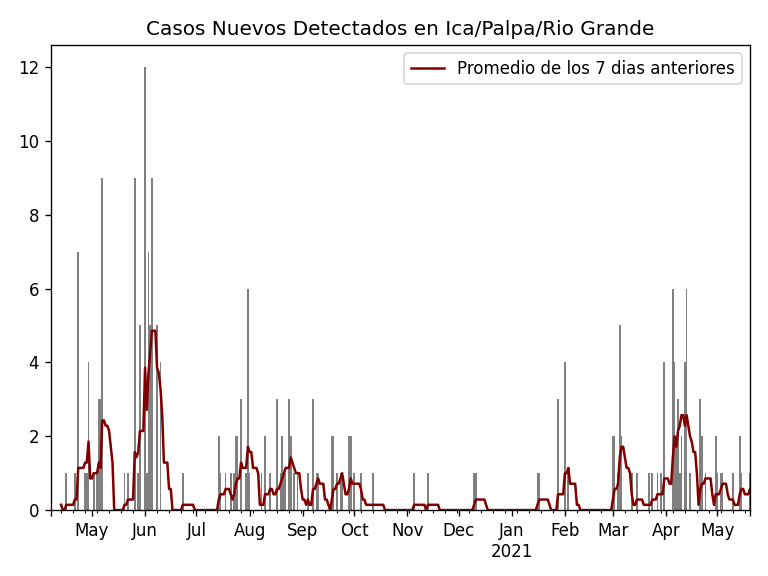 Casos Nuevos Detectados en Ica/Palpa/Rio Grande
Promedio de los 7 dias anteriores
12
10
8
6
4
2
0
May Jun Jul Aug Sep Oct Nov Dec Jan Feb Mar Apr May
2021